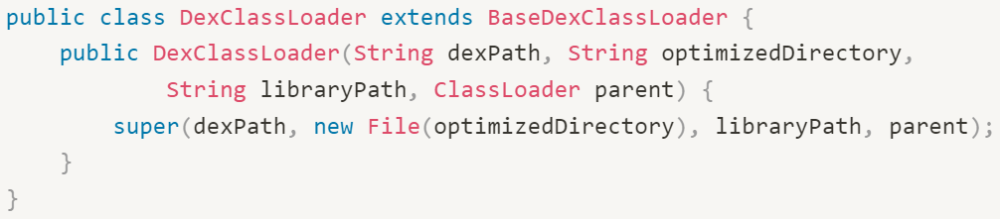 public class DexClassLoader extends BaseDexClassLoader {
    public DexClassLoader(String dexPath, String optimizedDirectory,
            String libraryPath, ClassLoader parent) {
        super(dexPath, new File(optimizedDirectory), libraryPath, parent);
    }
}